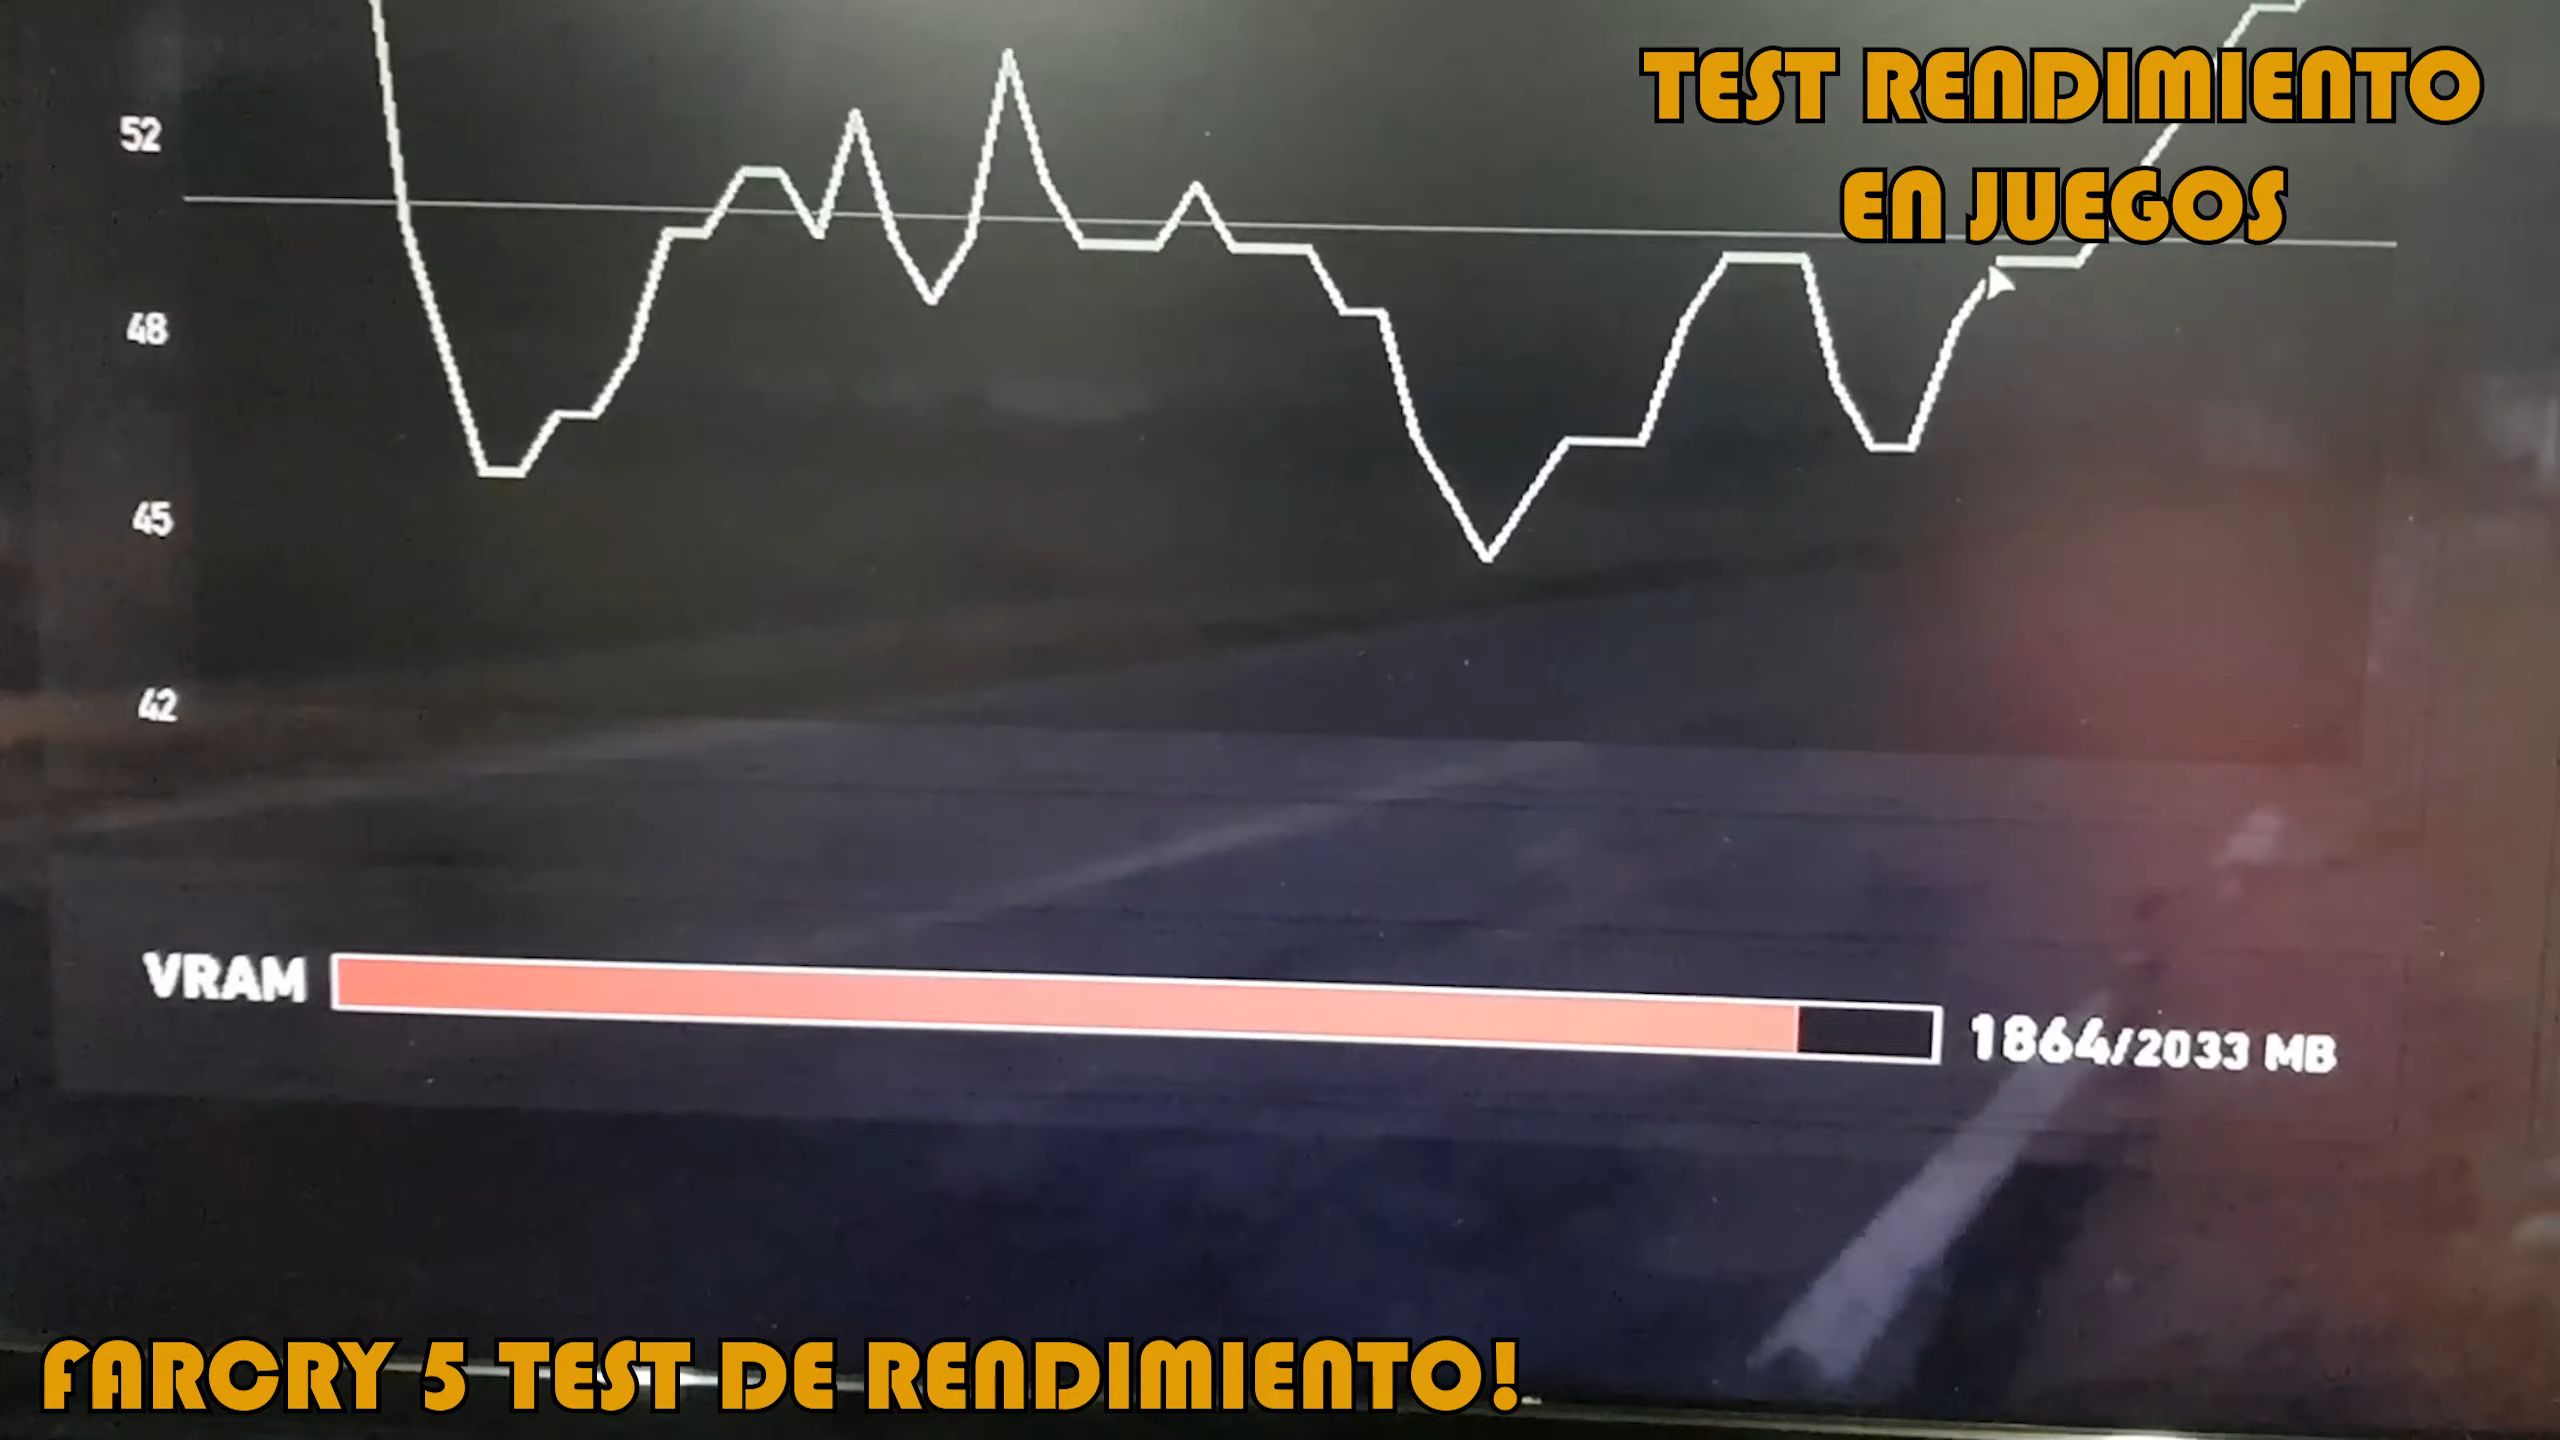 TEST RENDIMIENTO
EN JUEGOS
52
48
45
42
VRAM 1864/2033 MB
FARCRY 5 TEST DE RENDIMIENTO!